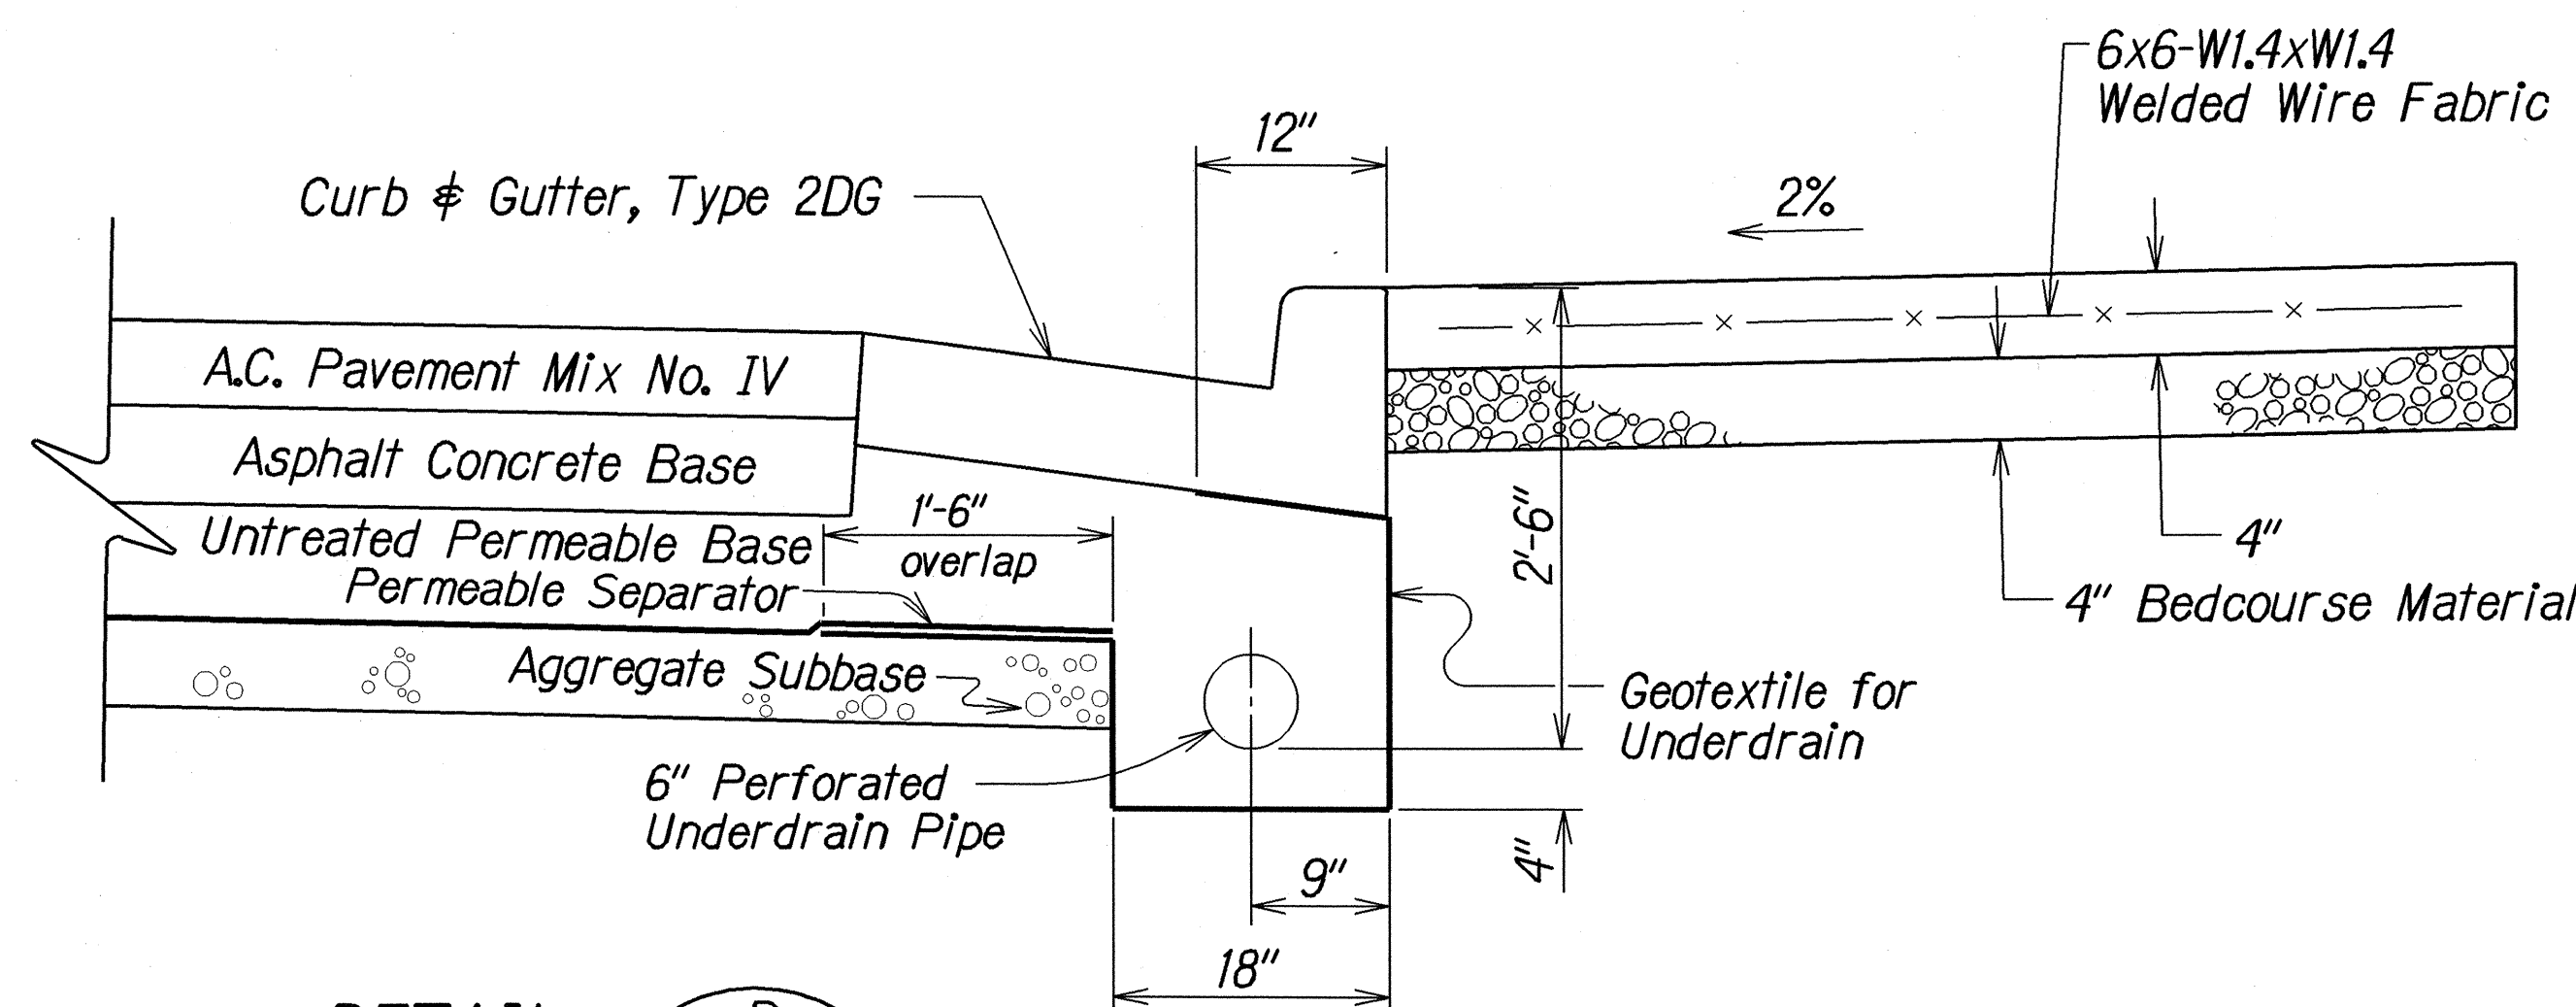 6x6-W1.4xW1.4
Welded Wire Fabric
12"
Curb & Gutter, Type 2DG
2%
A.C. Pavement Mix No. IV
Asphalt Concrete Base
1'-6"
overlap
Untreated Permeable Base
Permeable Separator
2'-6"
4"
4" Bedcourse Material
Aggregate Subbase
Geotextile for
Underdrain
6" Perforated
Underdrain Pipe
4"
9"
18"